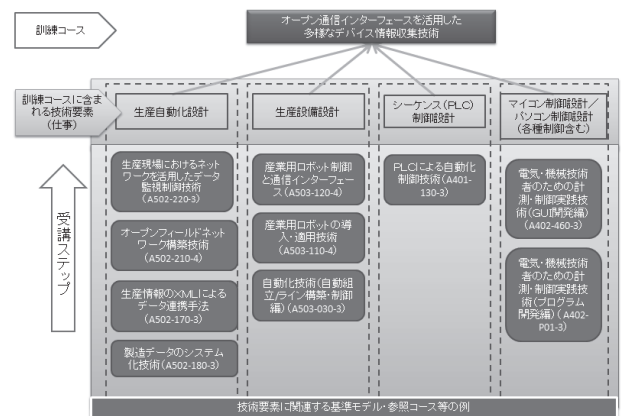 訓練コース
オープン通信インターフェースを活用した
多様なデバイス情報収集技術
訓練コースに含ま
れる技術要素
(仕事)
生産自動化設計
生産設備設計
シーケンス(PLC)
制御設計
マイコン制御設計/
パソコン制御設計
(各種制御含む)
受講ステップ
生産現場におけるネット
ワークを活用したデータ
監視制御技術
(A502-220-3)
オープンフィールドネット
ワーク構築技術
(A502-210-4)
生産情報のXMLによる
データ連携手法
(A502-170-3)
製造データのシステム
化技術(A502-180-3)
産業用ロボット制御
と通信インターフェー
ス(A503-120-4)
産業用ロボットの導
入・適用技術
(A503-110-4)
自動化技術(自動組
立/ライン構築・制御
編)(A503-030-3)
PLCによる自動化
制御技術(A401-
130-3)
電気・機械技術
者のための計
測・制御実践技
術(GUI開発編)
(A402-460-3)
電気・機械技術
者のための計
測・制御実践技
術(プログラム
開発編)(A402-
P01-3)
技術要素に関連する基準モデル・参照コース等の例